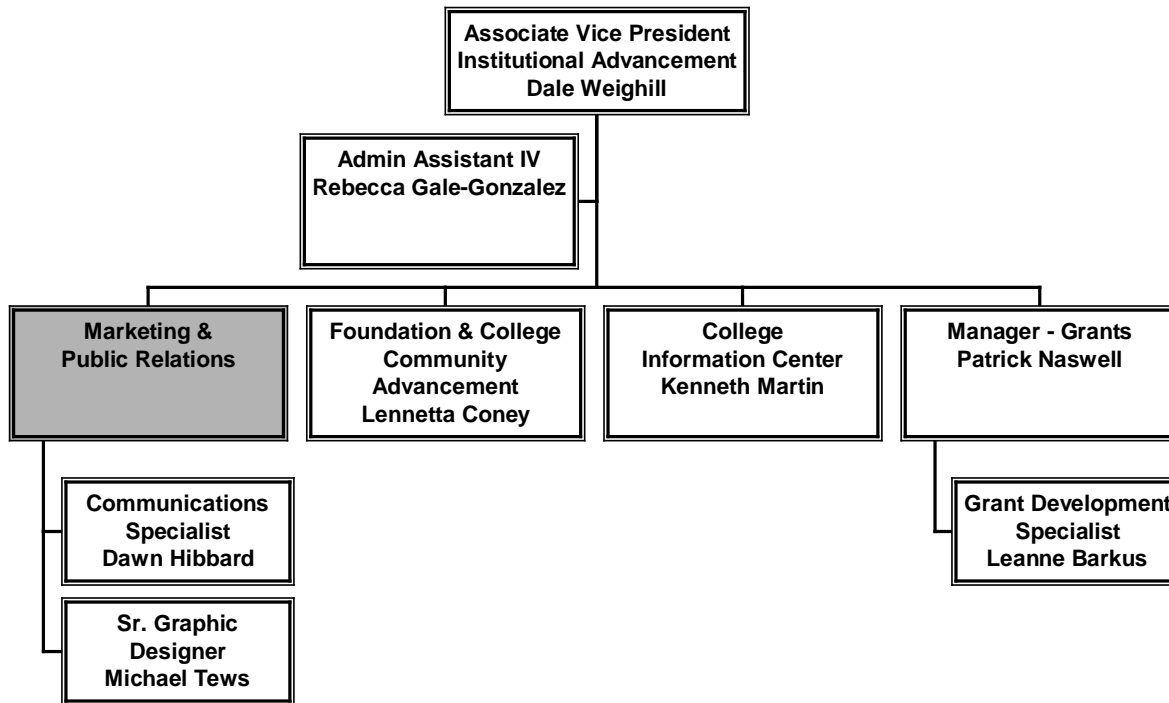 Associate Vice President
Institutional Advancement
Dale Weighill
Admin Assistant IV
Rebecca Gale-Gonzalez
Marketing &
Public Relations
Foundation & College
Community
Advancement
Lennetta Coney
College
Information Center
Kenneth Martin
Manager - Grants
Patrick Naswell
Communications
Specialist
Dawn Hibbard
Sr. Graphic
Designer
Michael Tews
Grant Development
Specialist
Leanne Barkus